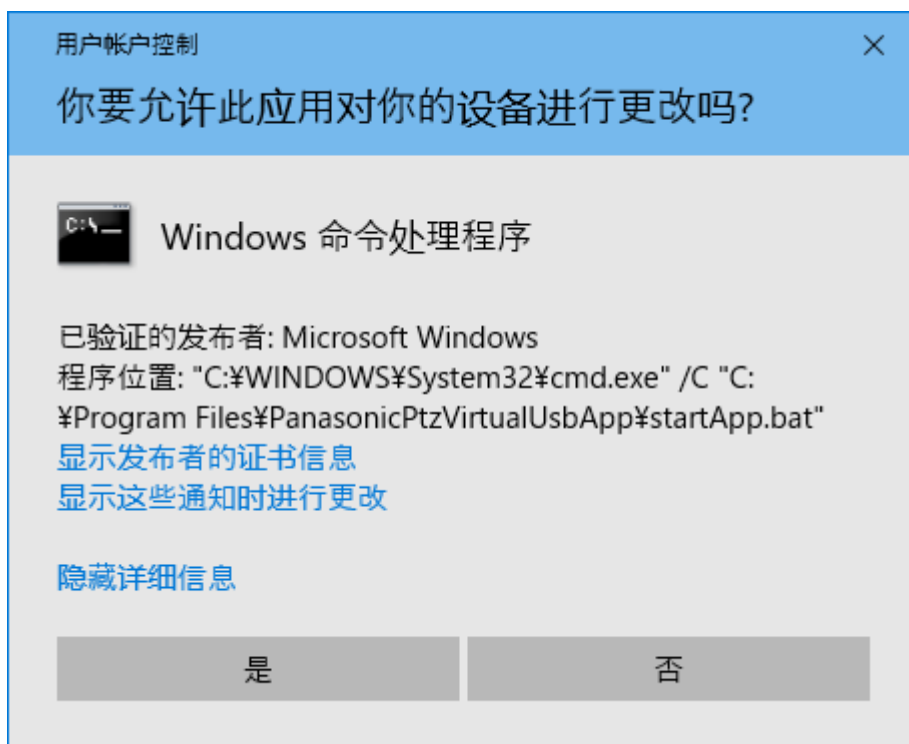 用户帐户控制
你要允许此应用对你的设备进行更改吗?
C:\
Windows 命令处理程序
已验证的发布者: Microsoft Windows
程序位置: "C:¥WINDOWS¥System32¥cmd.exe" /C "C:
¥Program Files¥PanasonicPtzVirtualUsbApp¥startApp.bat"
显示发布者的证书信息
显示这些通知时进行更改
隐藏详细信息
是
否